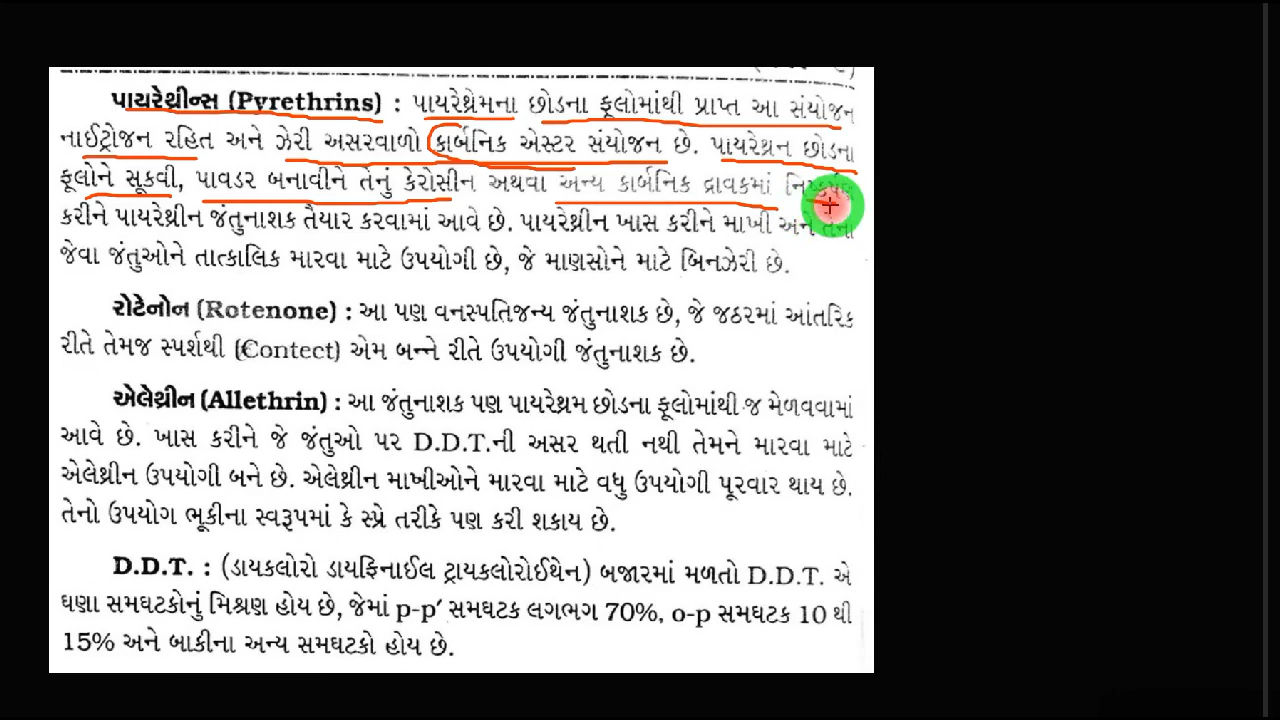 પાયરેથ્રીન્સ (Pyrethrins) : પાયરેથ્રેમના છોડના ફૂલોમાંથી પ્રાપ્ત આ સંયોજન
નાઈટ્રોજન રહિત અને ઝેરી અસરવાળો કાર્બનિક એસ્ટર સંયોજન છે. પાયરેથ્રન છોડના
ફૂલોને સૂકવી, પાવડર બનાવીને તેનું કેરોસીન અથવા અન્ય કાર્બનિક દ્રાવકમાં
કરીને પાયરેથ્રીન જંતુનાશક તૈયાર કરવામાં આવે છે. પાયરેથ્રીન ખાસ કરીને માખી અને તેના
જેવા જંતુઓને તાત્કાલિક મારવા માટે ઉપયોગી છે, જે માણસોને માટે બિનઝેરી છે.
રોટેનોન (Rotenone) : આ પણ વનસ્પતિજન્ય જંતુનાશક છે, જે જઠરમાં આંતરિક
રીતે તેમજ સ્પર્શથી (Contect) એમ બન્ને રીતે ઉપયોગી જંતુનાશક છે.
એલેથ્રીન (Allethrin) : આ જંતુનાશક પણ પાયરેથ્રમ છોડના ફૂલોમાંથી જ મેળવવામાં
આવે છે. ખાસ કરીને જે જંતુઓ પર D.D.T.ની અસર થતી નથી તેમને મારવા માટે
એલેથ્રીન ઉપયોગી બને છે. એલેથ્રીન માખીઓને મારવા માટે વધુ ઉપયોગી પૂરવાર થાય છે.
તેનો ઉપયોગ ભૂકીના સ્વરૂપમાં કે સ્પ્રે તરીકે પણ કરી શકાય છે.
D.D.T. : (ડાયકલોરો ડાયફિનાઈલ ટ્રાયકલોરોઈથેન) બજારમાં મળતો D.D.T. એ
ઘણા સમઘટકોનું મિશ્રણ હોય છે, જેમાં p-p′ સમઘટક લગભગ 70%, o-p સમઘટક 10 થી
15% અને બાકીના અન્ય સમઘટકો હોય છે.